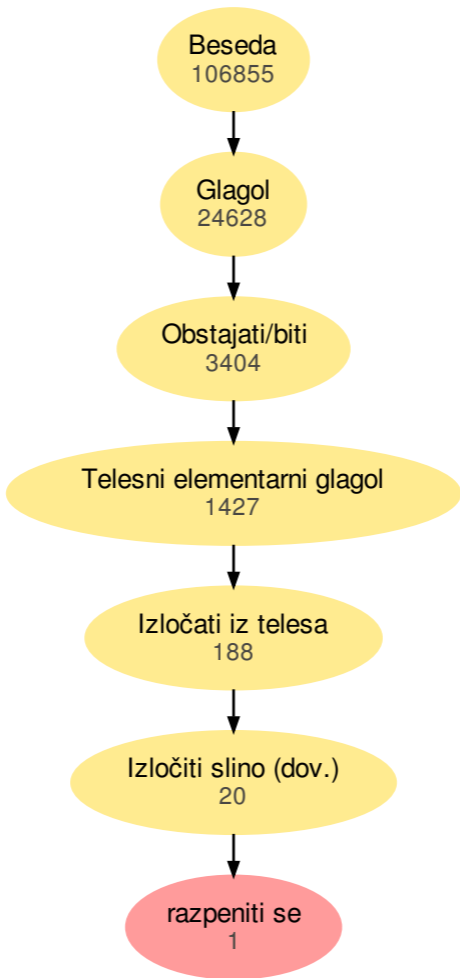 Beseda
106855
Glagol
24628
Obstajati/biti
3404
Telesni elementarni glagol
1427
Izločati iz telesa
188
Izločiti slino (dov.)
20
razpeniti se
1